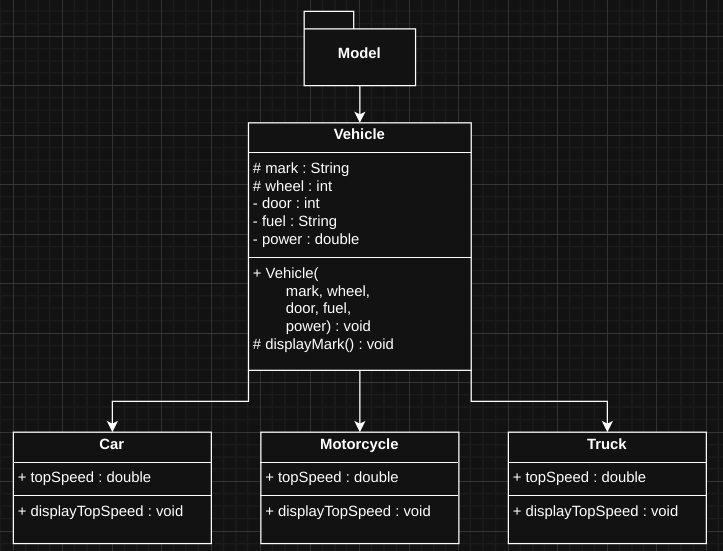 Model
Vehicle
# mark : String
# wheel : int
- door : int
- fuel : String
- power : double
+ Vehicle(
mark, wheel,
door, fuel,
power) : void
# displayMark() : void
Car
+ topSpeed : double
+ displayTopSpeed : void
Motorcycle
+ topSpeed : double
+ displayTopSpeed : void
Truck
+ topSpeed : double
+ displayTopSpeed : void